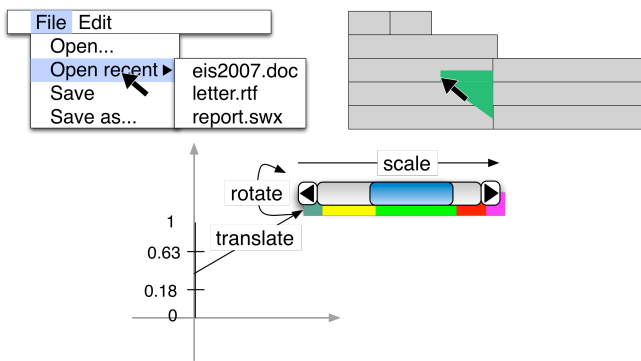 File Edit
Open...
Open recent
Save
Save as...
eis2007.doc
letter.rtf
report.swx
scale
rotate
translate
1
0.63
0.18
0